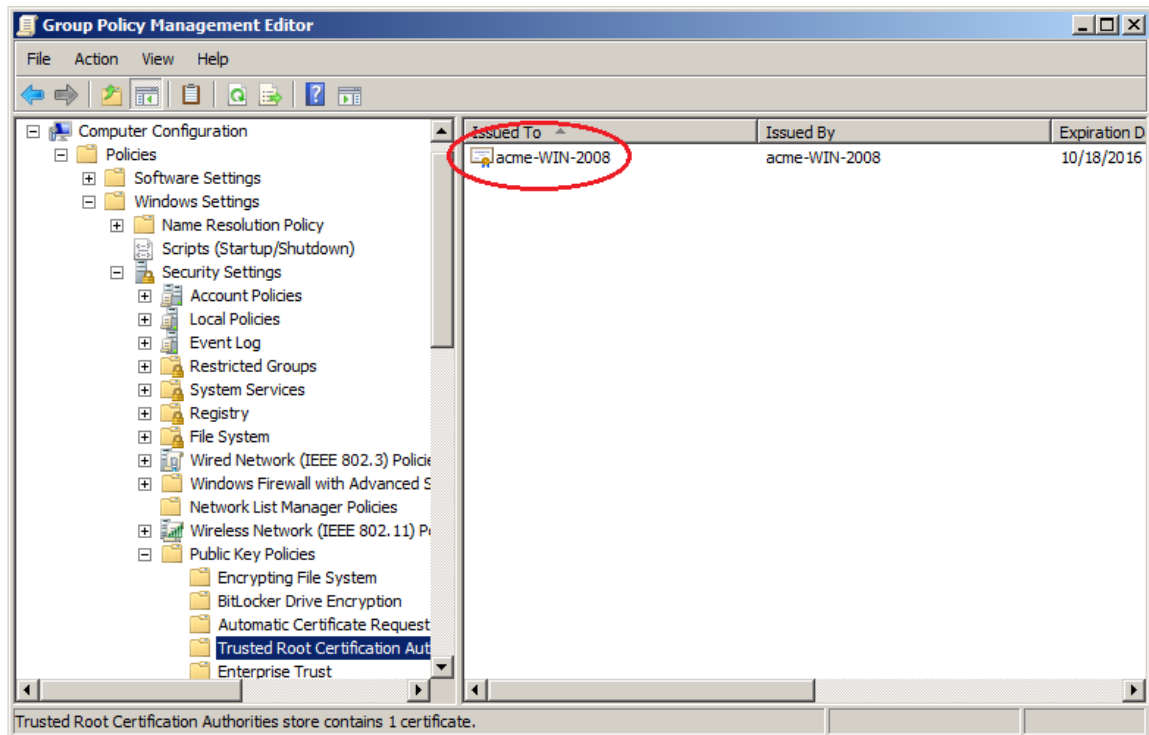 Group Policy Management Editor
File Action View Help
Computer Configuration
Policies
Software Settings
Windows Settings
Name Resolution Policy
Scripts (Startup/Shutdown)
Security Settings
Account Policies
Local Policies
Event Log
Restricted Groups
System Services
Registry
File System
Wired Network (IEEE 802.3) Policie
Windows Firewall with Advanced S
Network List Manager Policies
Wireless Network (IEEE 802.11) P
Public Key Policies
Encrypting File System
BitLocker Drive Encryption
Automatic Certificate Request
Trusted Root Certification Aut
Enterprise Trust
Issued To Issued By Expiration D
acme-WIN-2008 acme-WIN-2008 10/18/2016
Trusted Root Certification Authorities store contains 1 certificate.